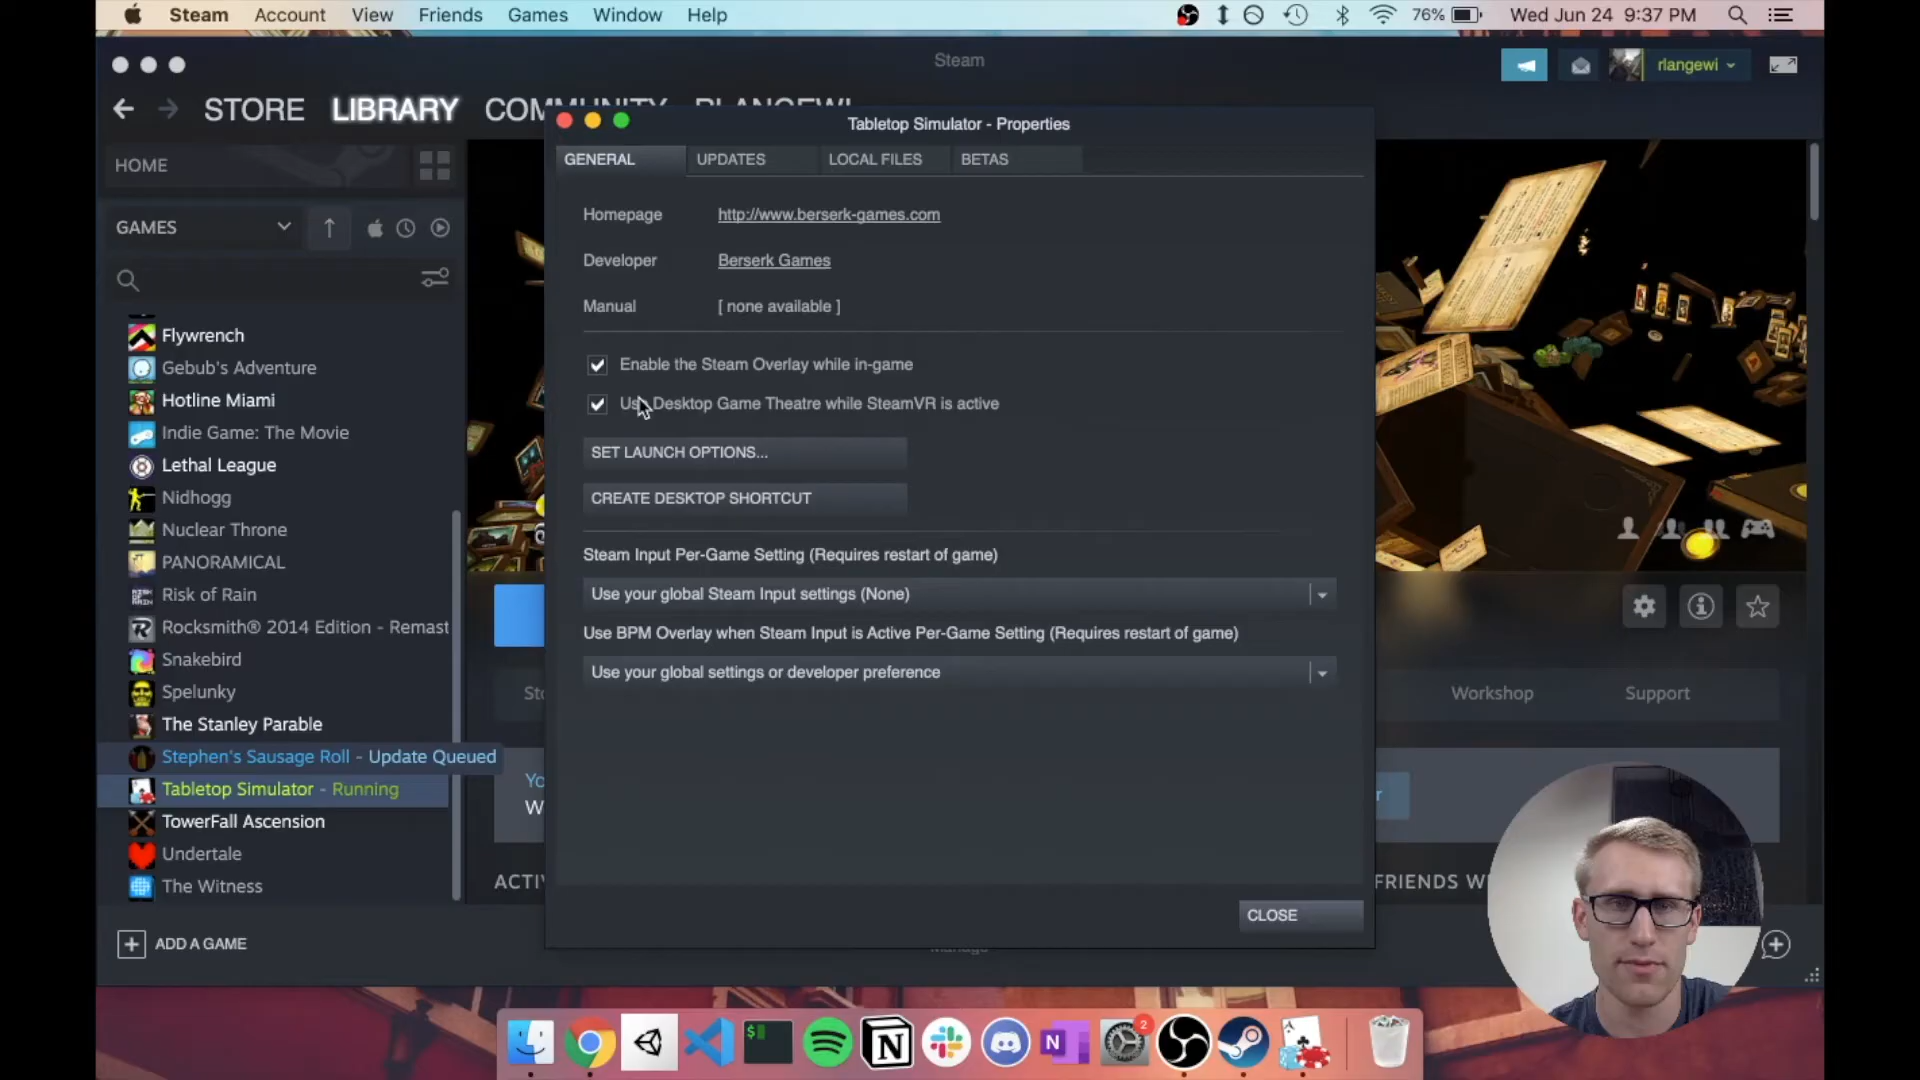 Steam Account View Friends Games Window Help 76% Wed Jun 24 9:37 PM
Steam
rlangewi
STORE LIBRARY COMMUNITY RLANGEWI
Tabletop Simulator - Properties
GENERAL UPDATES LOCAL FILES BETAS
HOME
GAMES
Homepage http://www.berserk-games.com
Developer Berserk Games
Manual [ none available ]
Enable the Steam Overlay while in-game
Use Desktop Game Theatre while SteamVR is active
SET LAUNCH OPTIONS...
CREATE DESKTOP SHORTCUT
Steam Input Per-Game Setting (Requires restart of game)
Use your global Steam Input settings (None)
Use BPM Overlay when Steam Input is Active Per-Game Setting (Requires restart of game)
Use your global settings or developer preference
CLOSE
Flywrench
Gebub's Adventure
Hotline Miami
Indie Game: The Movie
Lethal League
Nidhogg
Nuclear Throne
PANORAMICAL
Risk of Rain
Rocksmith® 2014 Edition - Remast
Snakebird
Spelunky
The Stanley Parable
Stephen's Sausage Roll - Update Queued
Tabletop Simulator - Running
TowerFall Ascension
Undertale
The Witness
ADD A GAME
Workshop Support
FRIENDS
2